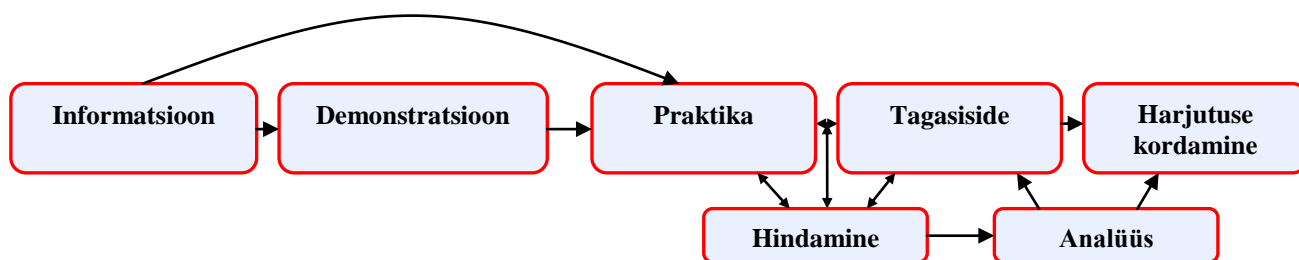 Informatsioon
Demonstratsioon
Praktika
Tagasiside
Harjutuse
kordamine
Hindamine
Analüüs